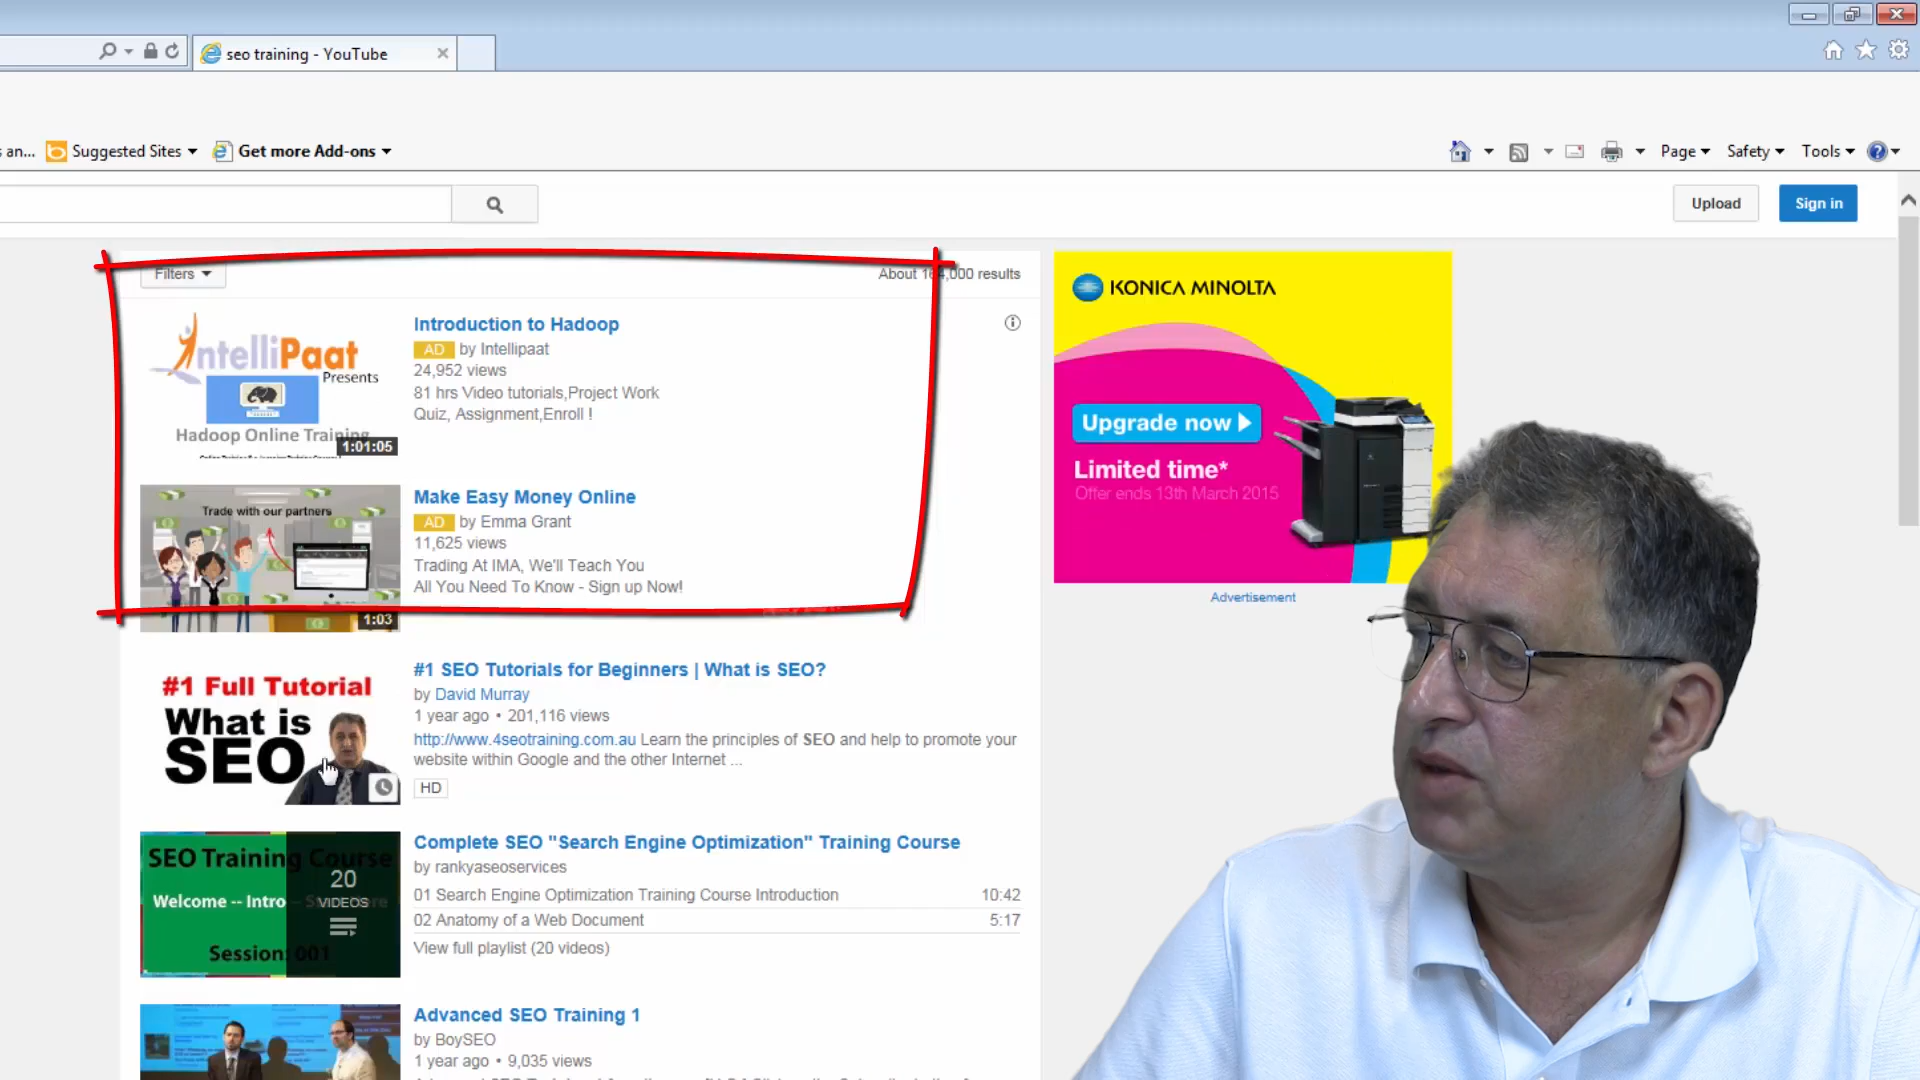 seo training - YouTube
s an... Suggested Sites Get more Add-ons
Page Safety Tools
Upload Sign in
Filters
About 164,000 results
IntelliPaat
Presents
Hadoop Online Training
1:01:05
Introduction to Hadoop
AD by Intellipaat
24,952 views
81 hrs Video tutorials,Project Work
Quiz, Assignment,Enroll !
Trade with our partners
1:03
Make Easy Money Online
AD by Emma Grant
11,625 views
Trading At IMA, We'll Teach You
All You Need To Know - Sign up Now!
#1 Full Tutorial
What is
SEO
#1 SEO Tutorials for Beginners | What is SEO?
by David Murray
1 year ago • 201,116 views
http://www.4seotraining.com.au Learn the principles of SEO and help to promote your
website within Google and the other Internet ...
HD
SEO Training Course
20
VIDEOS
Welcome -- Intro --
Session: 001
Complete SEO "Search Engine Optimization" Training Course
by rankyaseoservices
01 Search Engine Optimization Training Course Introduction 10:42
02 Anatomy of a Web Document 5:17
View full playlist (20 videos)
Advanced SEO Training 1
by BoySEO
1 year ago • 9,035 views
KONICA MINOLTA
Upgrade now
Limited time*
Offer ends 13th March 2015
Advertisement